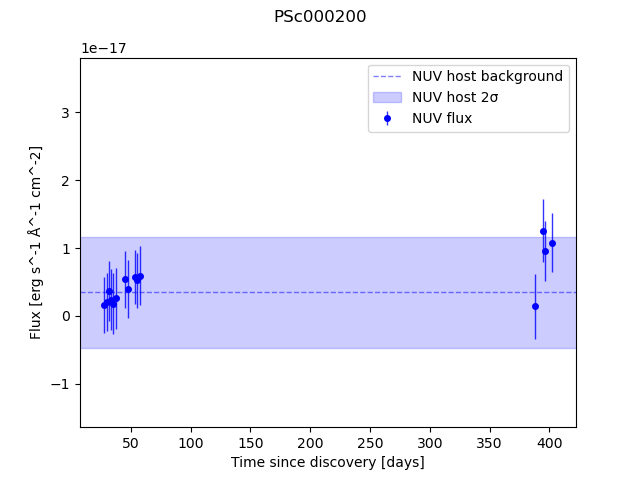 PSc000200
1e−17
NUV host background
NUV host 2σ
NUV flux
3
2
1
0
−1
Flux [erg s^-1 Å^-1 cm^-2]
50
100
150
200
250
300
350
400
Time since discovery [days]